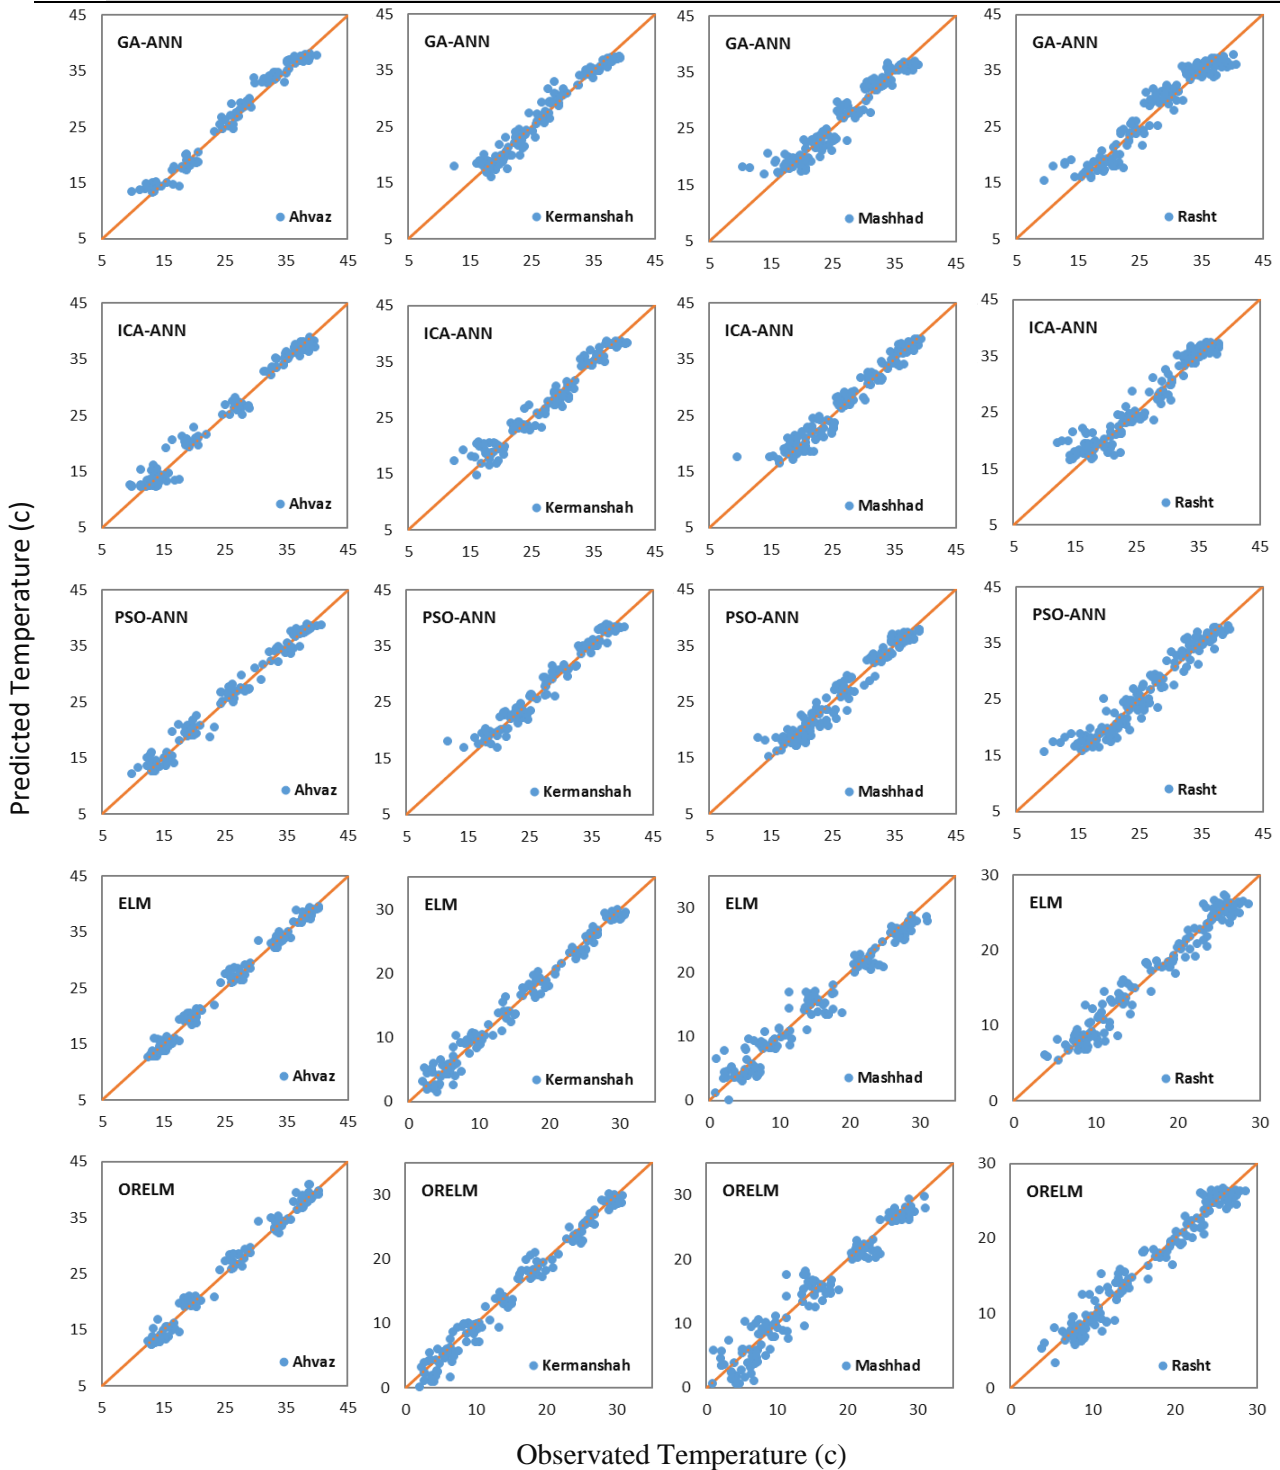 45 45 45 45
GA-ANN GA-ANN GA-ANN GA-ANN
35 35 35 35
25 25 25 25
15 15 15 15
Ahvaz Kermanshah Mashhad Rasht
5 5 5 5
5 15 25 35 45 5 15 25 35 45 5 15 25 35 45 5 15 25 35 45
45 45 45 45
ICA-ANN ICA-ANN ICA-ANN ICA-ANN
35 35 35 35
25 25 25 25
15 15 15 15
Ahvaz Kermanshah Mashhad Rasht
5 5 5 5
5 15 25 35 45 5 15 25 35 45 5 15 25 35 45 5 15 25 35 45
Predicted Temperature (c)
45 45 45 45
PSO-ANN PSO-ANN PSO-ANN PSO-ANN
35 35 35 35
25 25 25 25
15 15 15 15
Ahvaz Kermanshah Mashhad Rasht
5 5 5 5
5 15 25 35 45 5 15 25 35 45 5 15 25 35 45 5 15 25 35 45
45 30
ELM ELM ELM ELM
35 30 30
25 20 20 20
15 10 10 10
Ahvaz Kermanshah Mashhad Rasht
5 0 0 0
5 15 25 35 45 0 10 20 30 0 10 20 30 0 10 20 30
45 30
ORELM ORELM ORELM ORELM
35 30 30
25 20 20 20
15 10 10 10
Ahvaz Kermanshah Mashhad Rasht
5 0 0 0
5 15 25 35 45 0 10 20 30 0 10 20 30 0 10 20 30
Observated Temperature (c)